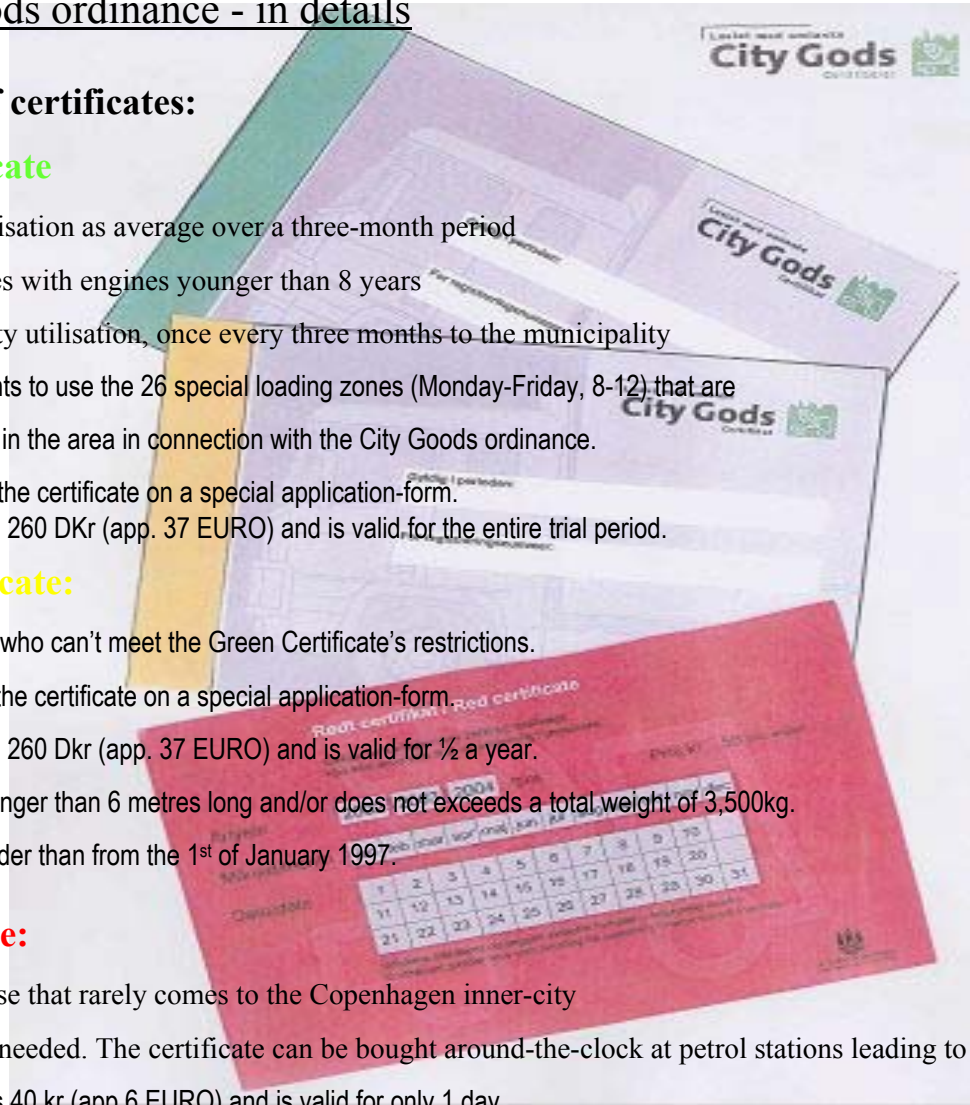 ods ordinance - in details
City Gods
certificates:
cate
isation as average over a three-month period
es with engines younger than 8 years
ty utilisation, once every three months to the municipality
nts to use the 26 special loading zones (Monday-Friday, 8-12) that are
in the area in connection with the City Goods ordinance.
the certificate on a special application-form.
260 DKr (app. 37 EURO) and is valid for the entire trial period.
cate:
who can't meet the Green Certificate's restrictions.
the certificate on a special application-form.
260 Dkr (app. 37 EURO) and is valid for ½ a year.
nger than 6 metres long and/or does not exceeds a total weight of 3,500kg.
der than from the 1st of January 1997.
e:
se that rarely comes to the Copenhagen inner-city
needed. The certificate can be bought around-the-clock at petrol stations leading to
40 kr (app.6 EURO) and is valid for only 1 day
City Gods
City Gods
Gyldig i perioden:
Rødt certifikat / Red certificate
1 2 3 4 5 6 7 8 9 10
11 12 13 14 15 16 17 18 19 20
21 22 23 24 25 26 27 28 29 30 31